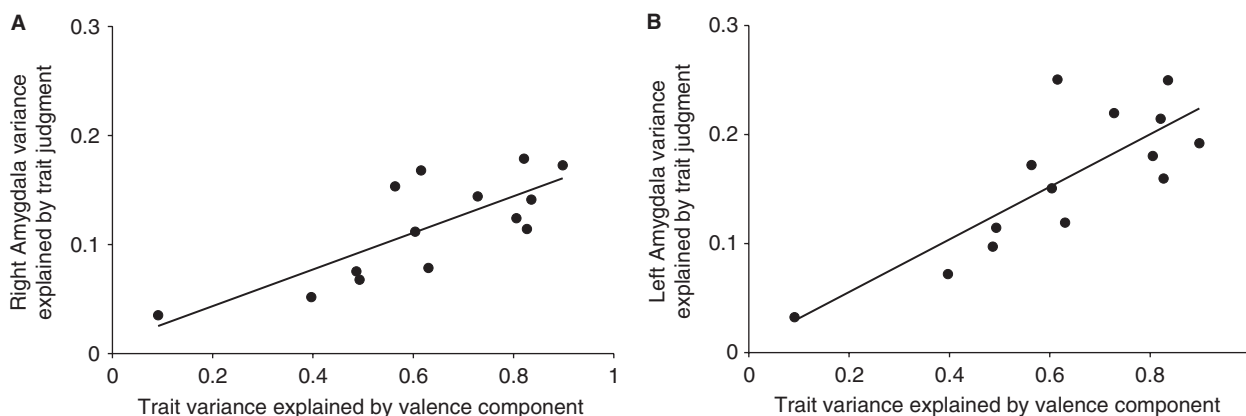 A
0.3
0.2
0.1
0
0 0.2 0.4 0.6 0.8 1
Right Amygdala variance
explained by trait judgment
Trait variance explained by valence component
B
0.3
0.2
0.1
0
0 0.2 0.4 0.6 0.8
Left Amygdala variance
explained by trait judgment
Trait variance explained by valence component